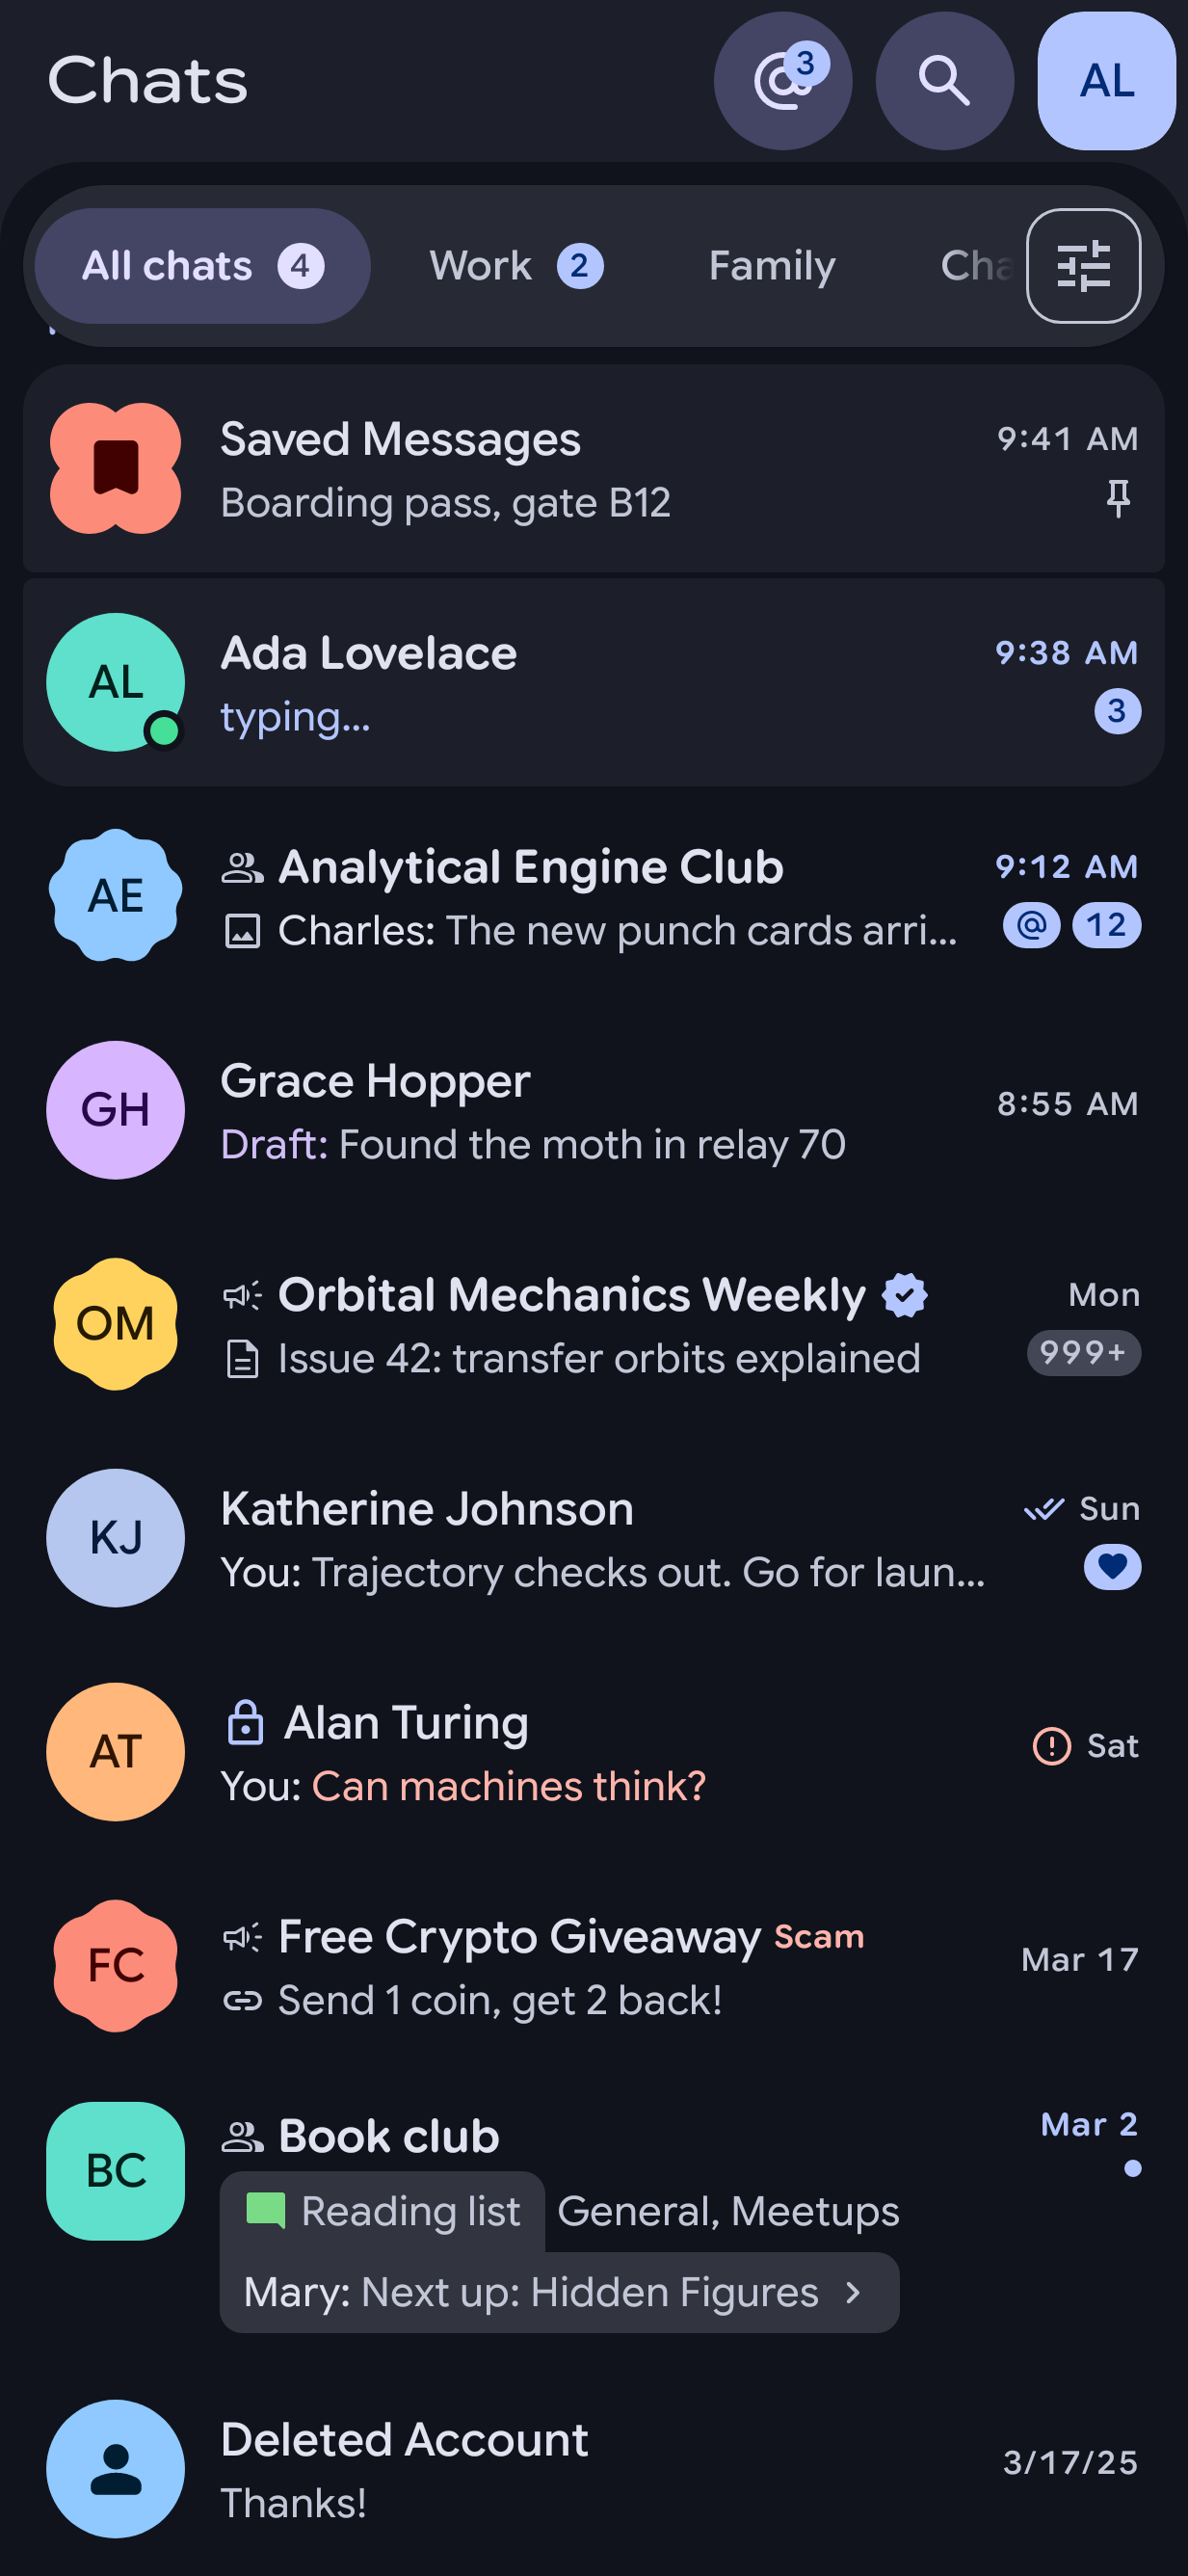 Chats
3
AL
All chats 4
Work 2
Family
Cha
Saved Messages
9:41 AM
Boarding pass, gate B12
AL
Ada Lovelace
9:38 AM
typing...
3
AE
Analytical Engine Club
9:12 AM
Charles: The new punch cards arri...
@ 12
GH
Grace Hopper
8:55 AM
Draft: Found the moth in relay 70
OM
Orbital Mechanics Weekly
Mon
Issue 42: transfer orbits explained
999+
KJ
Katherine Johnson
Sun
You: Trajectory checks out. Go for laun...
AT
Alan Turing
Sat
You: Can machines think?
FC
Free Crypto Giveaway Scam
Mar 17
Send 1 coin, get 2 back!
BC
Book club
Mar 2
Reading list General, Meetups
Mary: Next up: Hidden Figures
Deleted Account
3/17/25
Thanks!